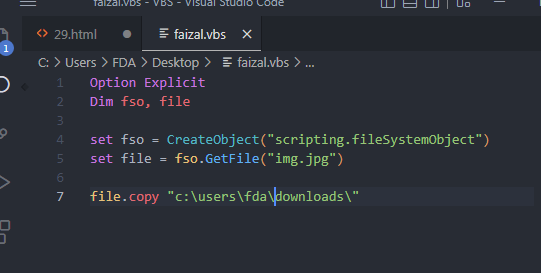 faizal.vbs - VBS - Visual Studio Code
29.html
faizal.vbs
1
C: > Users > FDA > Desktop > faizal.vbs > ...
1 Option Explicit
2 Dim fso, file
3
4 set fso = CreateObject("scripting.fileSystemObject")
5 set file = fso.GetFile("img.jpg")
6
7 file.copy "c:\users\fda\downloads\"